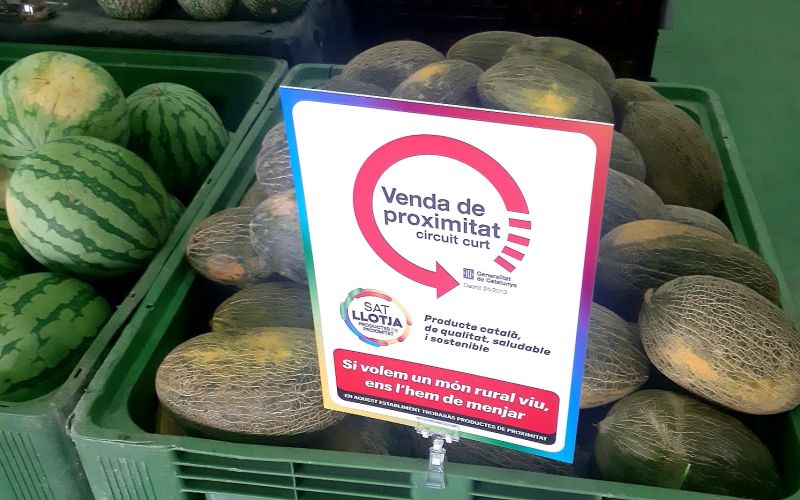 Venda de
proximitat
circuit curt
Generalitat
de Catalunya
Decret 24/2013
SAT
LLOTJA
PRODUCTES DE
PROXIMITAT
Producte català,
de qualitat, saludable
i sostenible
Si volem un món rural viu,
ens l'hem de menjar
EN AQUEST ESTABLIMENT TROBARÀS PRODUCTES DE PROXIMITAT